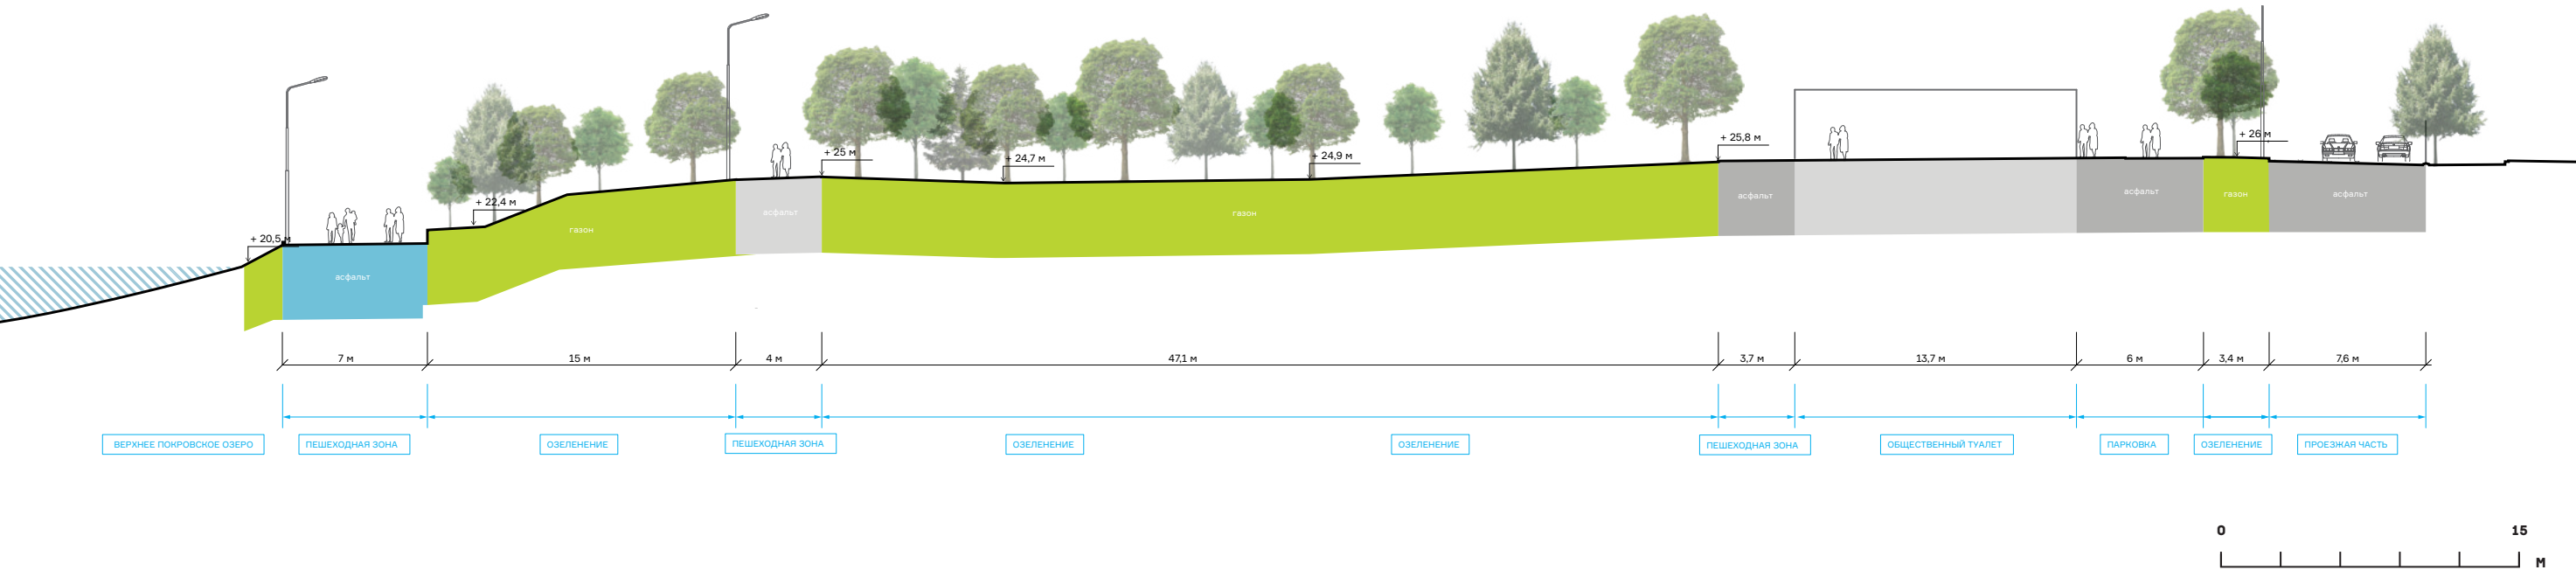 + 20,5 м
+ 22,4 м
+ 25 м
+ 24,7 м
+ 24,9 м
+ 25,8 м
+ 26 м
асфальт
газон
асфальт
газон
асфальт
асфальт
газон
асфальт
7 м
15 м
4 м
47,1 м
3,7 м
13,7 м
6 м
3,4 м
7,6 м
ВЕРХНЕЕ ПОКРОВСКОЕ ОЗЕРО
ПЕШЕХОДНАЯ ЗОНА
ОЗЕЛЕНЕНИЕ
ПЕШЕХОДНАЯ ЗОНА
ОЗЕЛЕНЕНИЕ
ОЗЕЛЕНЕНИЕ
ПЕШЕХОДНАЯ ЗОНА
ОБЩЕСТВЕННЫЙ ТУАЛЕТ
ПАРКОВКА
ОЗЕЛЕНЕНИЕ
ПРОЕЗЖАЯ ЧАСТЬ
0 15
М